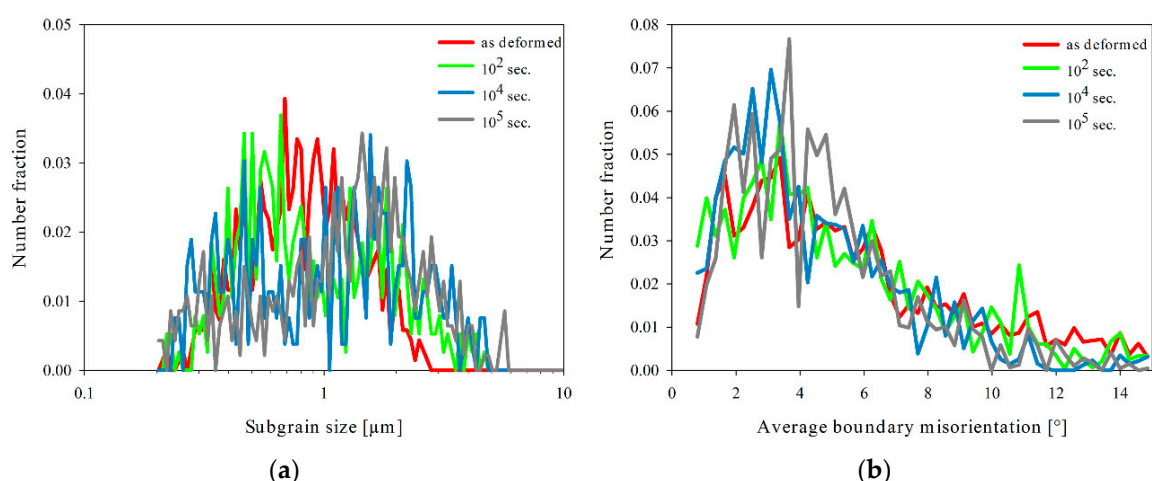 0.05
0.04
0.03
0.02
0.01
0.00
0.1
1
10
Number fraction
Subgrain size [µm]
as deformed
10² sec.
10⁴ sec.
10⁵ sec.
(a)
0.08
0.07
0.06
0.05
0.04
0.03
0.02
0.01
0.00
0 2 4 6 8 10 12 14
Number fraction
Average boundary misorientation [°]
as deformed
10² sec.
10⁴ sec.
10⁵ sec.
(b)